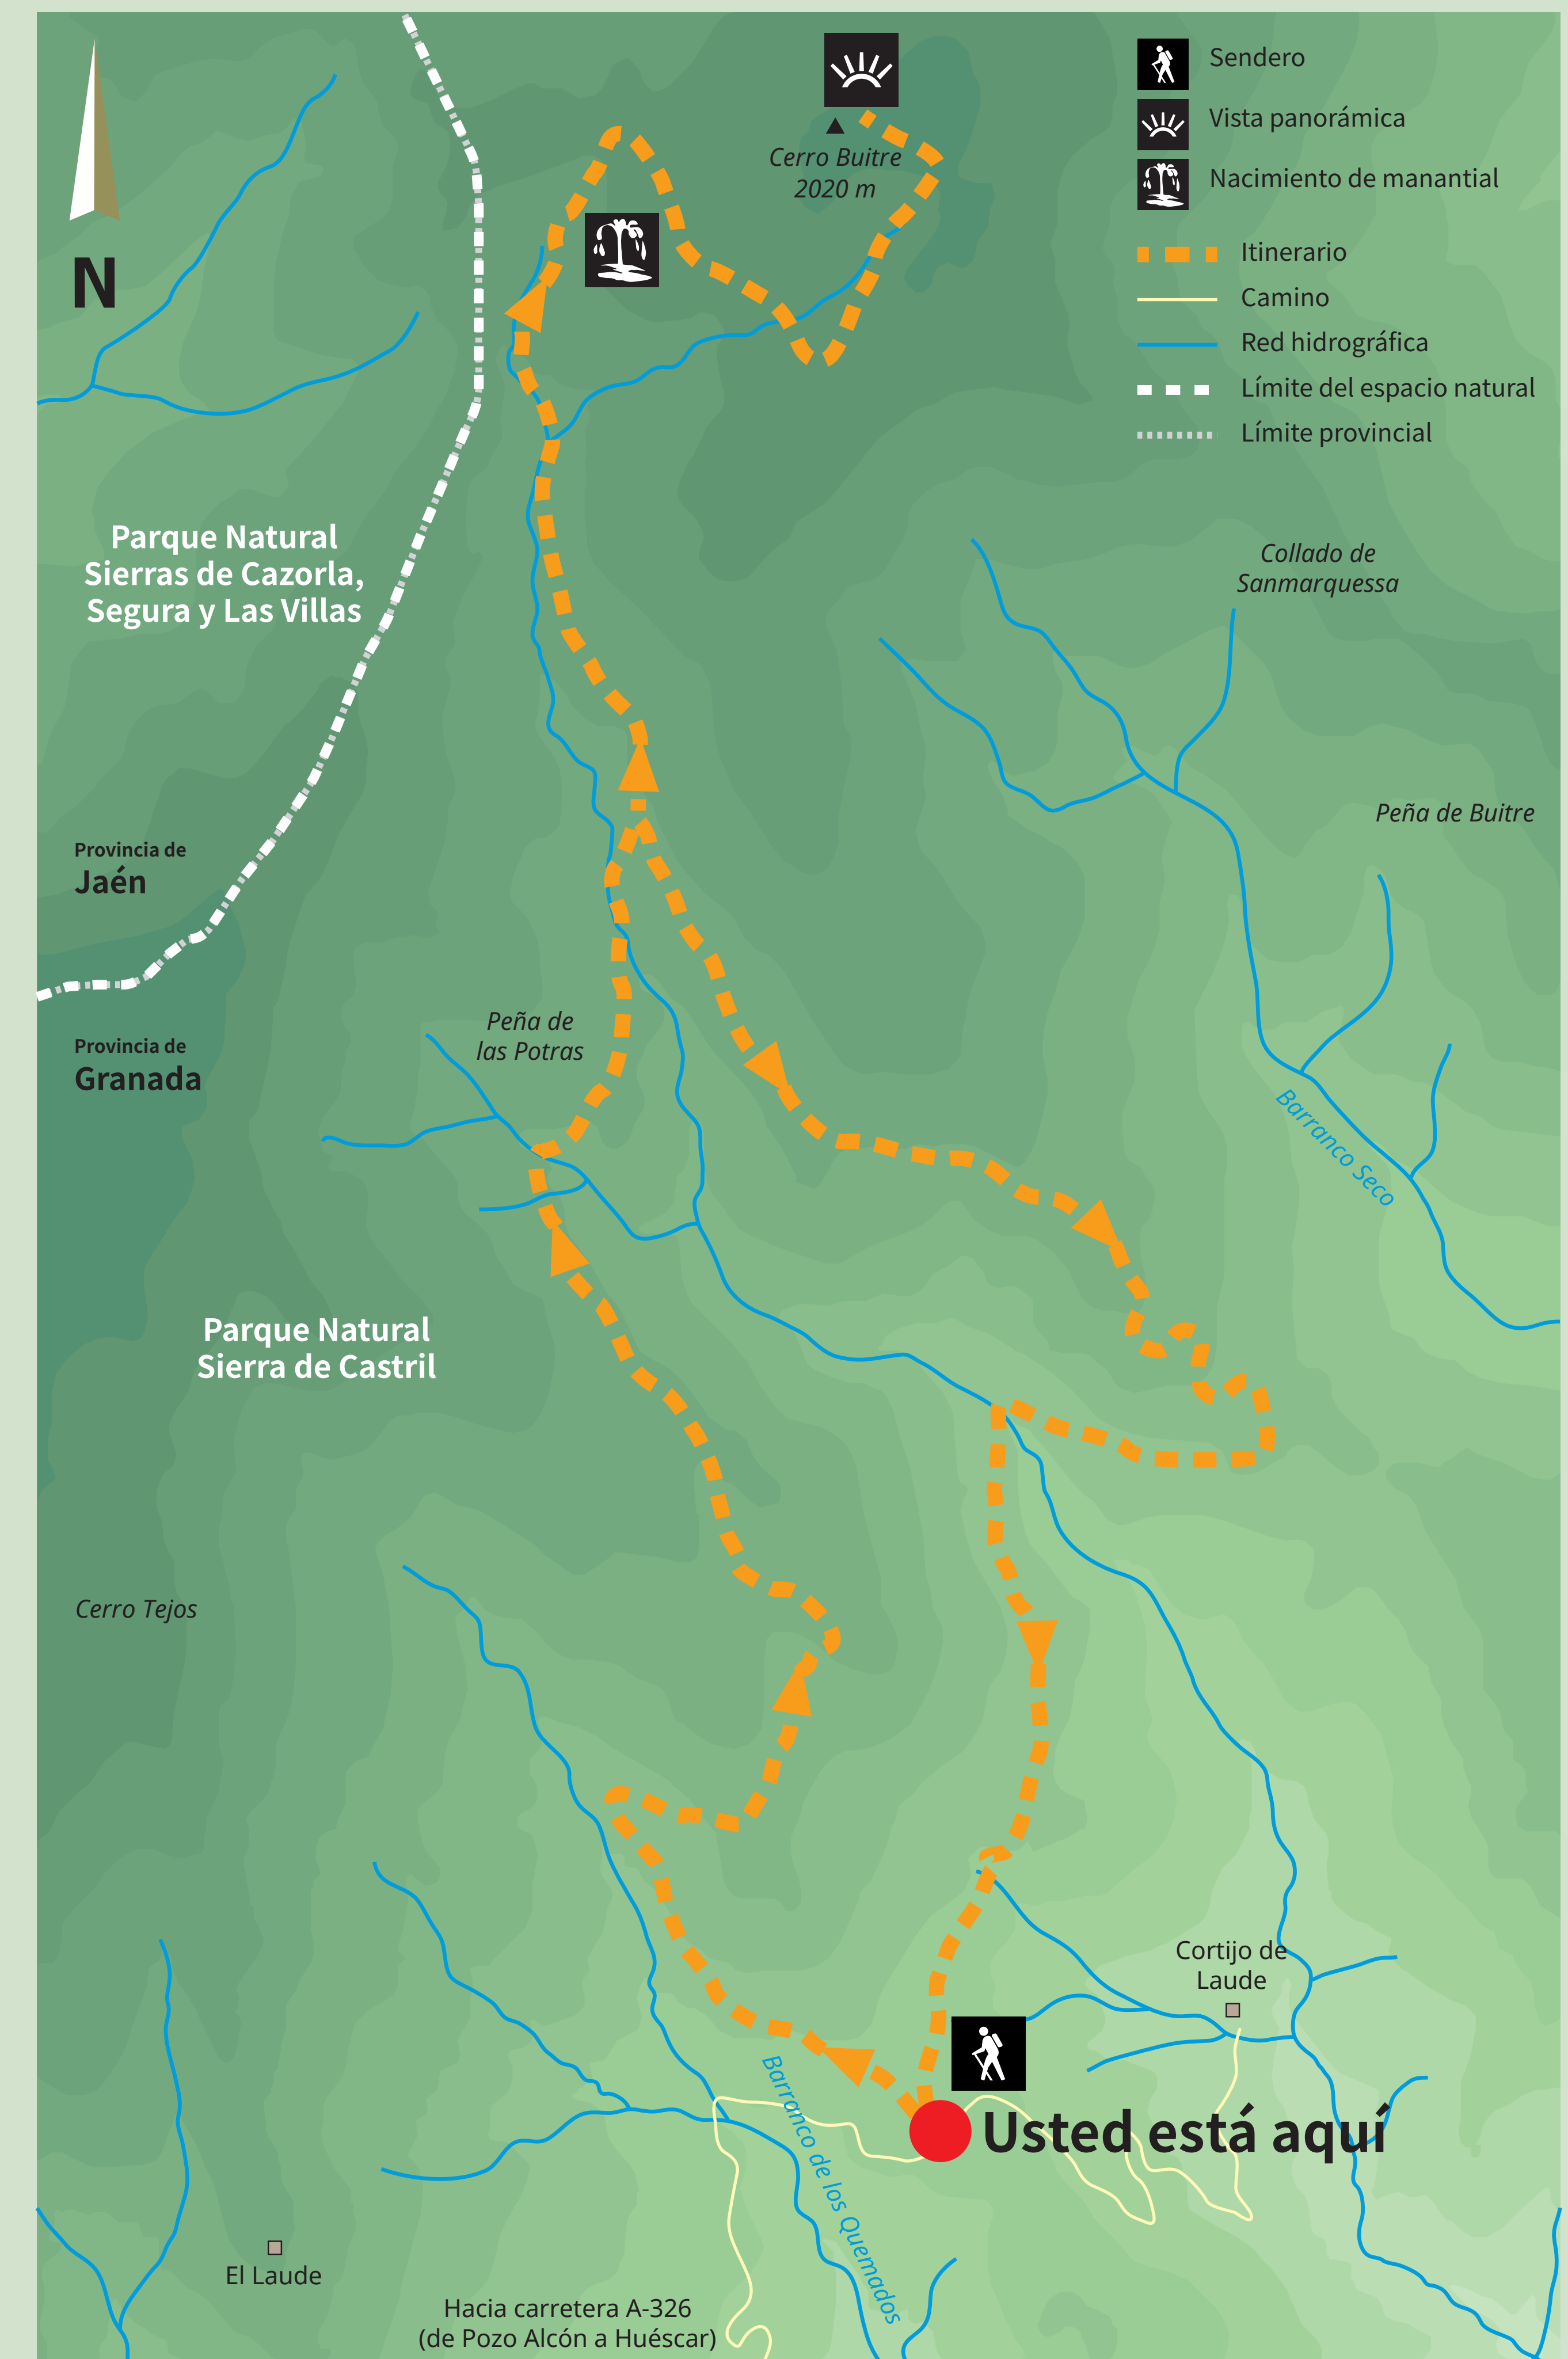 Sendero
Vista panorámica
Nacimiento de manantial
Itinerario
Camino
Red hidrográfica
Límite del espacio natural
Límite provincial
N
Cerro Buitre
2020 m
Parque Natural
Sierras de Cazorla,
Segura y Las Villas
Collado de
Sanmarquessa
Peña de Buitre
Provincia de
Jaén
Provincia de
Granada
Peña de
las Potras
Barranco Seco
Parque Natural
Sierra de Castril
Cerro Tejos
Cortijo de
Laude
Usted está aquí
Barranco de los Quemados
El Laude
Hacia carretera A-326
(de Pozo Alcón a Huéscar)